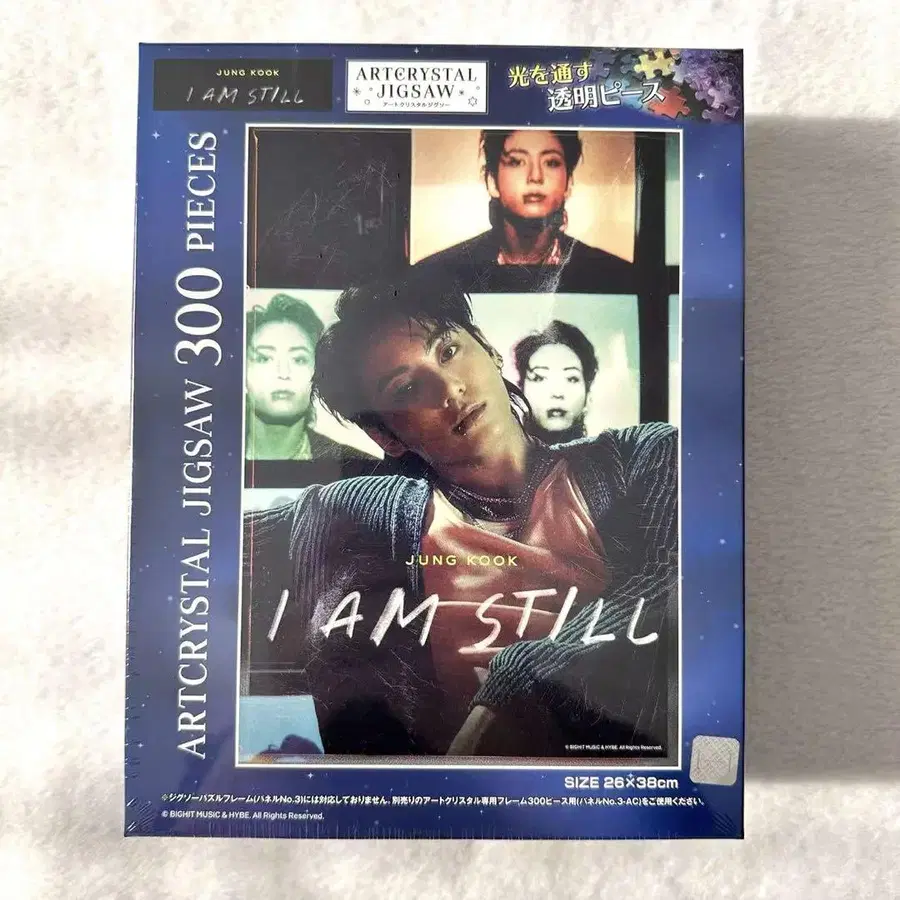 JUNG KOOK
I AM STILL
ARTCRYSTAL
JIGSAW
アートクリスタルジグソー
光を通す
透明ピース
ARTCRYSTAL JIGSAW 300 PIECES
JUNG KOOK
I AM STILL
© BIGHIT MUSIC & HYBE. All Rights Reserved.
SIZE 26×38cm
※ジグソーパズルフレーム(パネルNo.3)には対応しておりません。別売りのアートクリスタル専用フレーム300ピース用(パネルNo.3-AC)をご使用ください。
© BIGHIT MUSIC & HYBE. All Rights Reserved.